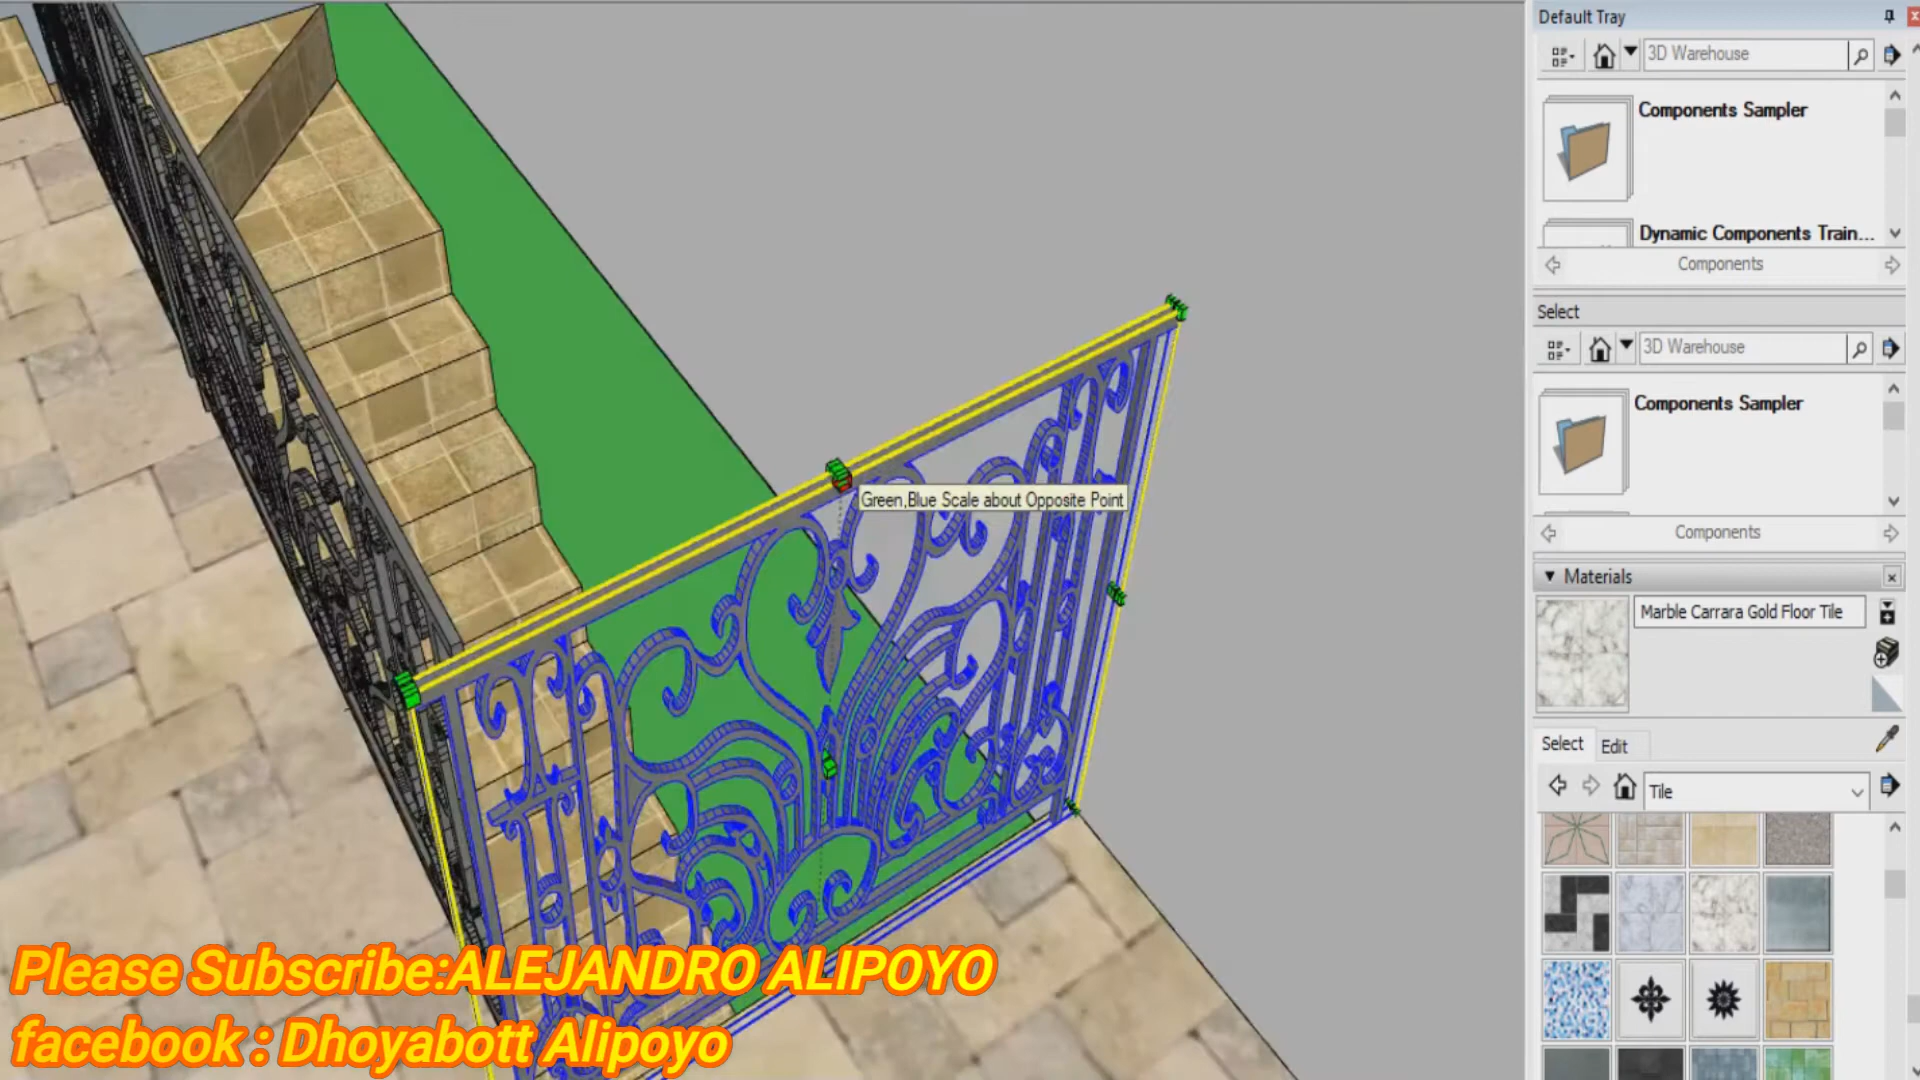 Default Tray
3D Warehouse
Components Sampler
Dynamic Components Train...
Components
Select
3D Warehouse
Components Sampler
Components
Materials
Marble Carrara Gold Floor Tile
Select Edit
Tile
Green,Blue Scale about Opposite Point
Please Subscribe:ALEJANDRO ALIPOYO
facebook : Dhoyabott Alipoyo